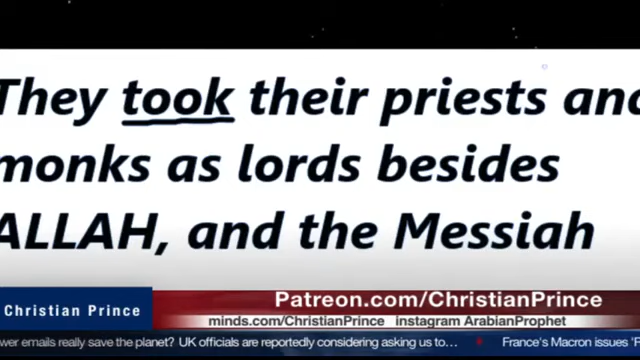 They took their priests and
monks as lords besides
ALLAH, and the Messiah
Christian Prince
Patreon.com/ChristianPrince
minds.com/ChristianPrince instagram ArabianProphet
emails really save the planet? UK officials are reportedly considering asking us to… France's Macron issues